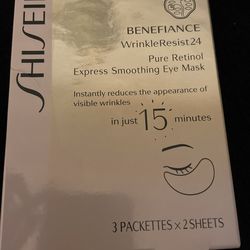 SHISEID
BENEFIANCE
WrinkleResist24
Pure Retinol
Express Smoothing Eye Mask
Instantly reduces the appearance of
visible wrinkles
in just 15 minutes
3 PACKETTES × 2 SHEETS